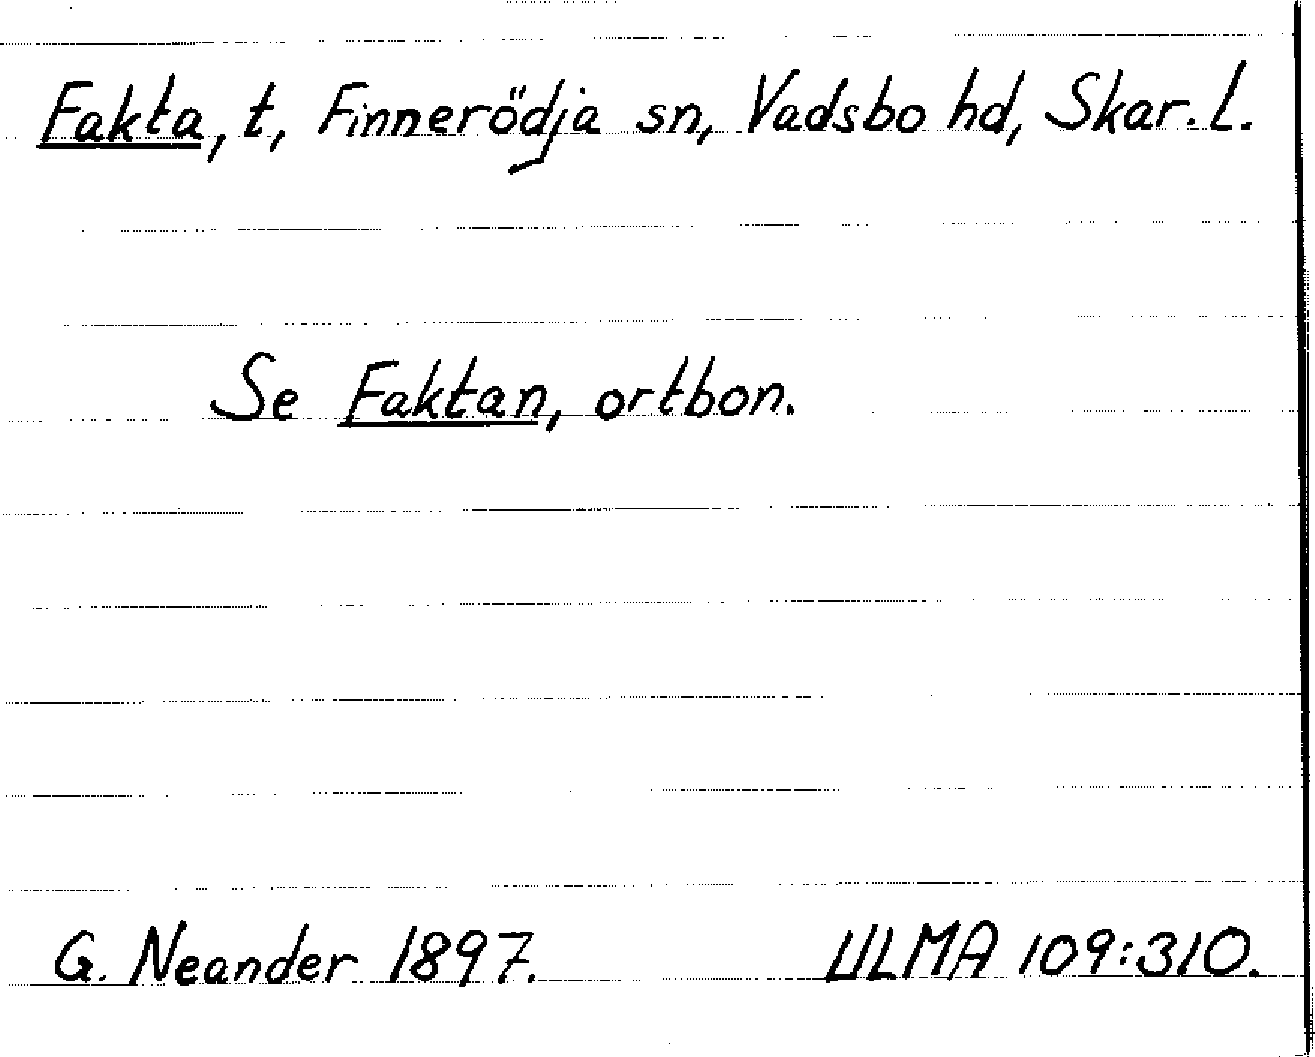 Fakta, t, Finnerödja sn, Vadsbo hd, Skar. l.
Se Faktan, ortbon.
G. Neander 1897. ULMA 109:310.